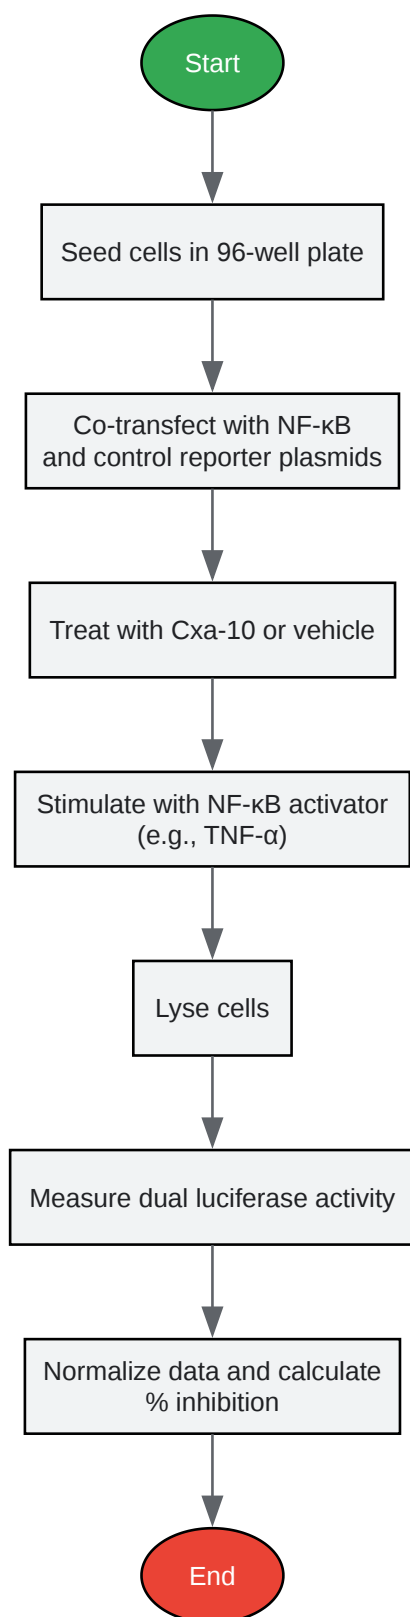 Start
Seed cells in 96-well plate
Co-transfect with NF-κB
and control reporter plasmids
Treat with Cxa-10 or vehicle
Stimulate with NF-κB activator
(e.g., TNF-α)
Lyse cells
Measure dual luciferase activity
Normalize data and calculate
% inhibition
End